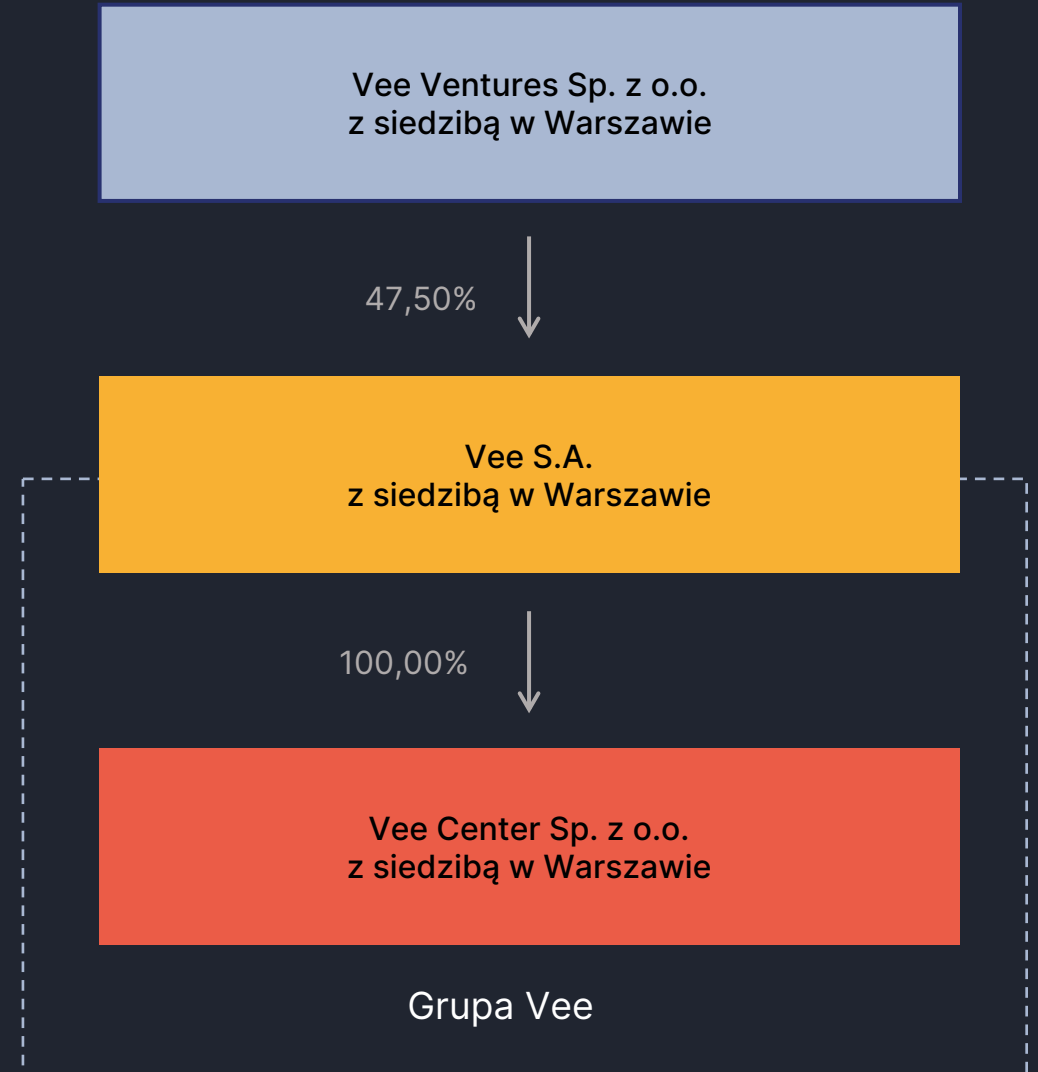 Vee Ventures Sp. z o.o.
z siedzibą w Warszawie
47,50%
Vee S.A.
z siedzibą w Warszawie
100,00%
Vee Center Sp. z o.o.
z siedzibą w Warszawie
Grupa Vee